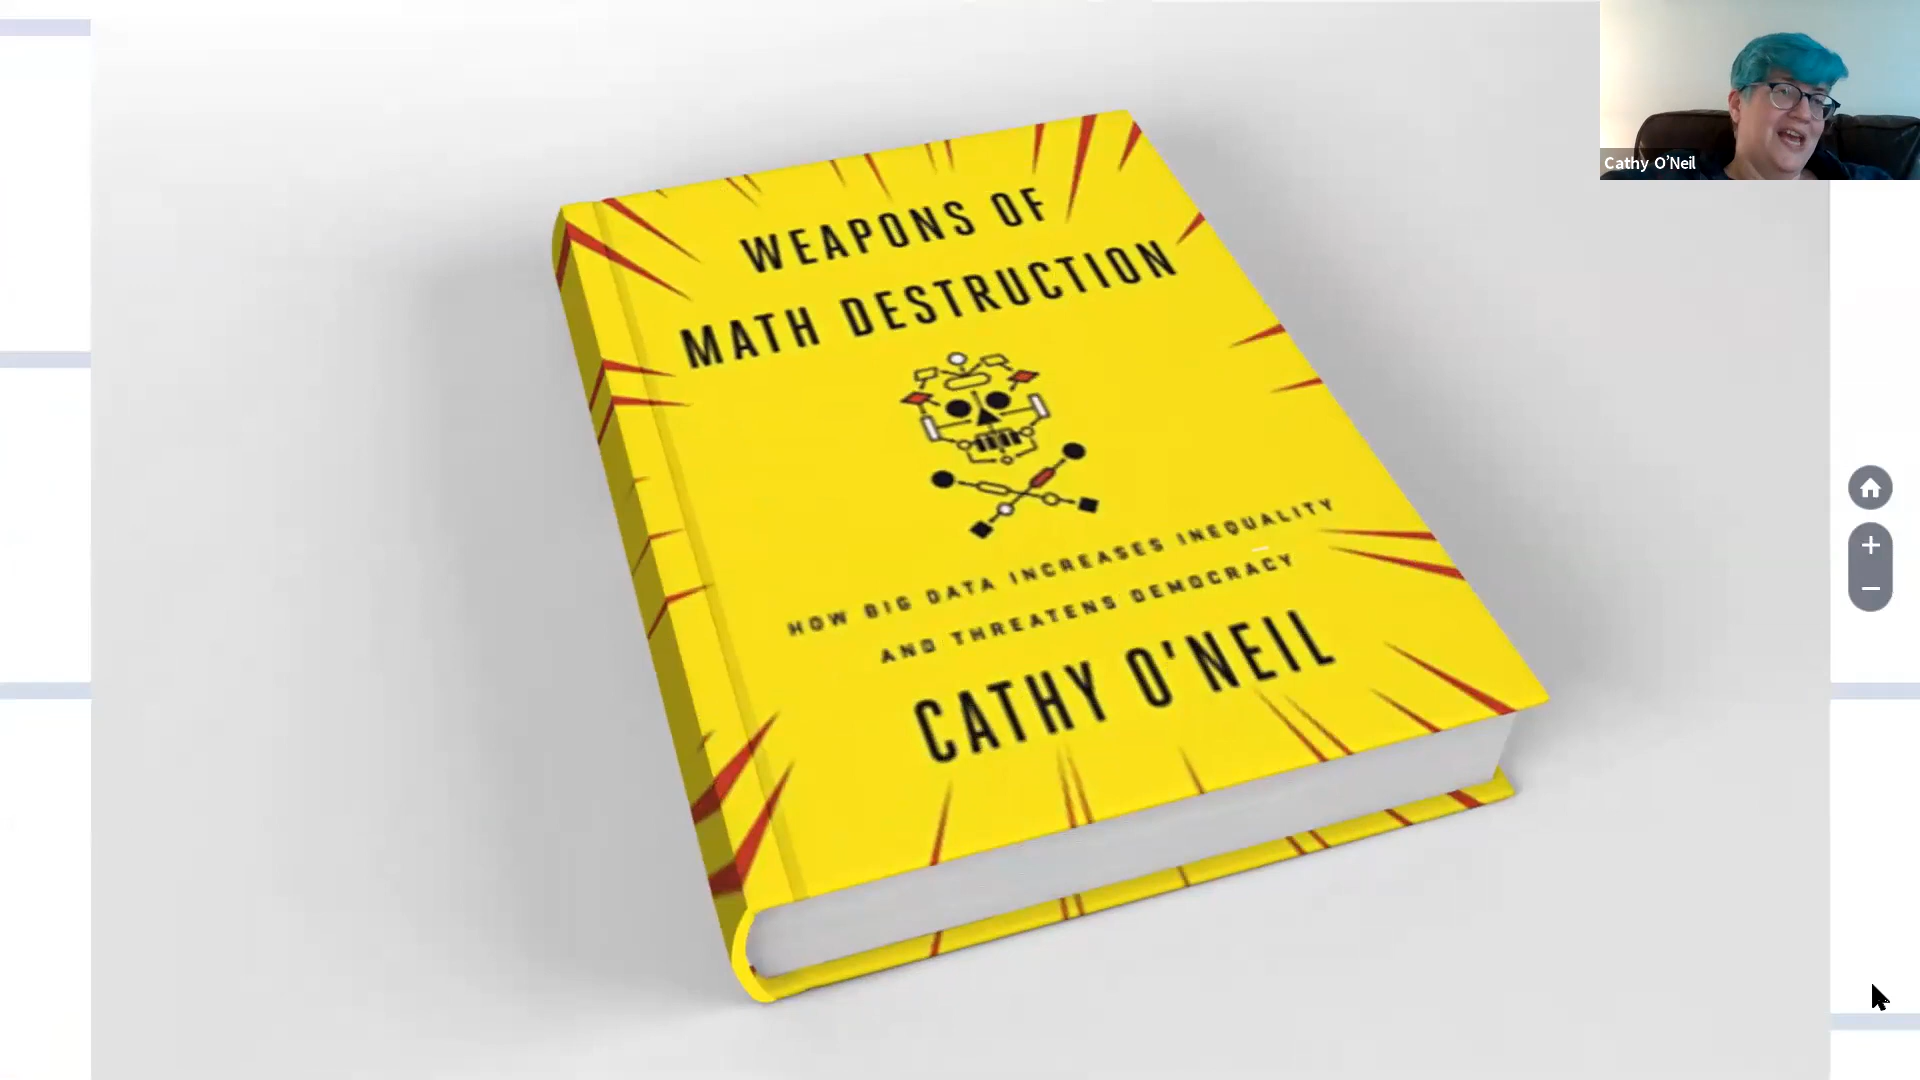 WEAPONS OF
MATH DESTRUCTION
HOW BIG DATA INCREASES INEQUALITY
AND THREATENS DEMOCRACY
CATHY O'NEIL
Cathy O'Neil